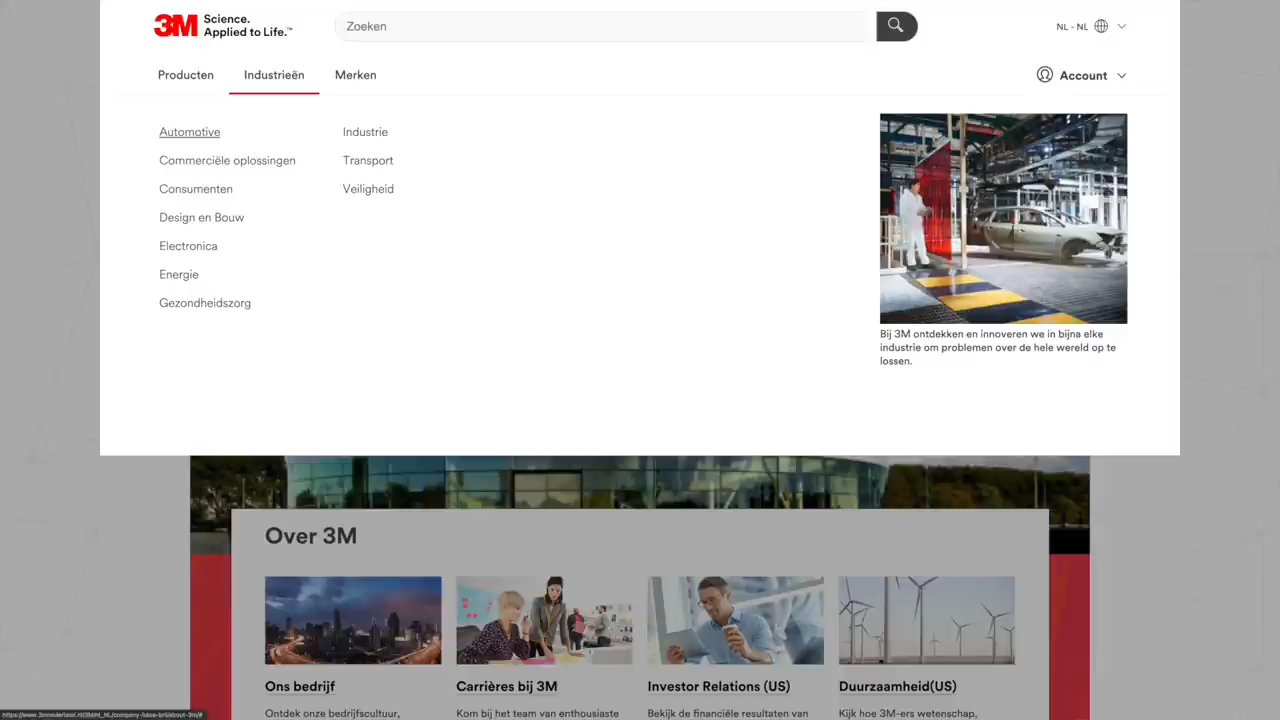 3M Science.
Applied to Life.™
Zoeken
NL - NL
Producten
Industrieën
Merken
Account
Automotive
Commerciële oplossingen
Consumenten
Design en Bouw
Electronica
Energie
Gezondheidszorg
Industrie
Transport
Veiligheid
Bij 3M ontdekken en innoveren we in bijna elke
industrie om problemen over de hele wereld op te
lossen.
Over 3M
Ons bedrijf
Carrières bij 3M
Investor Relations (US)
Duurzaamheid(US)
Ontdek onze bedrijfscultuur,
Kom bij het team van enthousiaste
Bekijk de financiële resultaten van
Kijk hoe 3M-ers wetenschap,